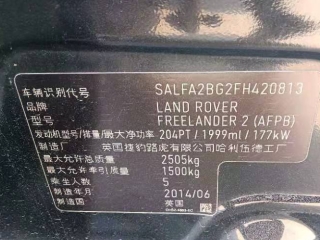 车辆识别代号 SALFA2BG2FH420813
品牌 LAND ROVER
型号 FREELANDER 2 (AFPB)
发动机型号/排量/最大净功率 204PT / 1999ml / 177kW
制造厂 英国捷豹路虎有限公司哈利伍德工厂
最大允许总质量 2505kg
最大允许牵引质量 1500kg
乘坐人数 5
制造年月 2014/06
制造国 英国